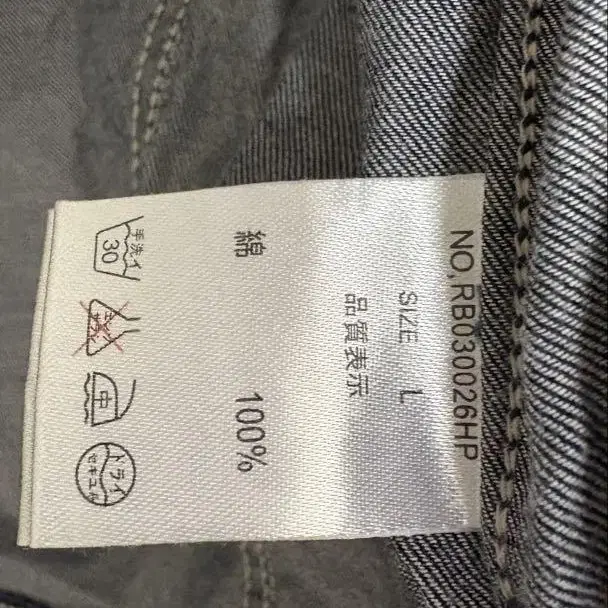 NO,RB030026HP
SIZE L
品質表示
綿 100%
手洗イ
30
中
ドライ
セキユ系